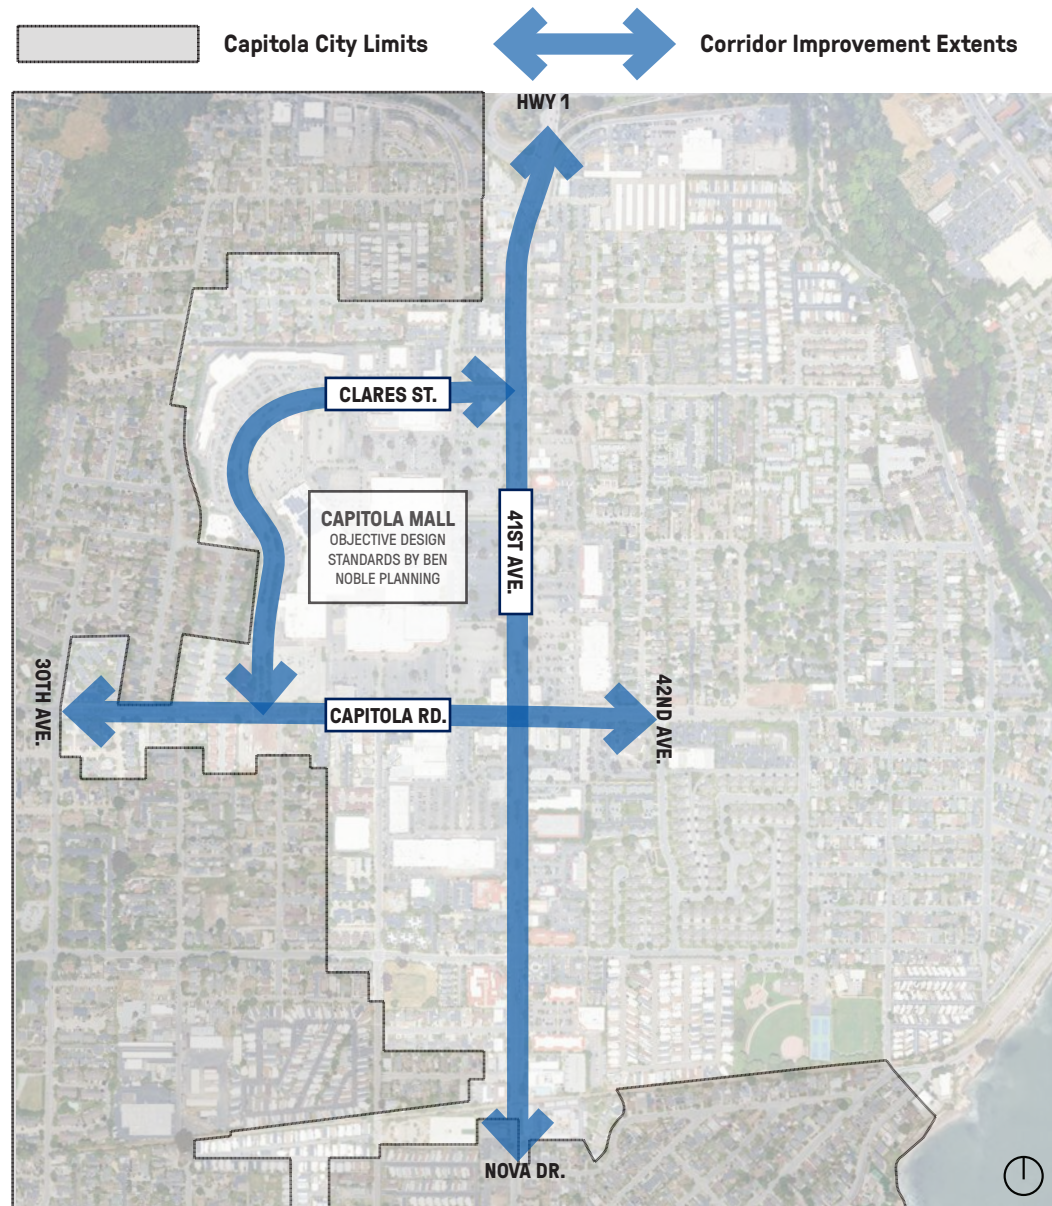 Capitola City Limits
Corridor Improvement Extents
HWY 1
CLARES ST.
CAPITOLA MALL
OBJECTIVE DESIGN
STANDARDS BY BEN
NOBLE PLANNING
41ST AVE.
30TH AVE.
CAPITOLA RD.
42ND AVE.
NOVA DR.